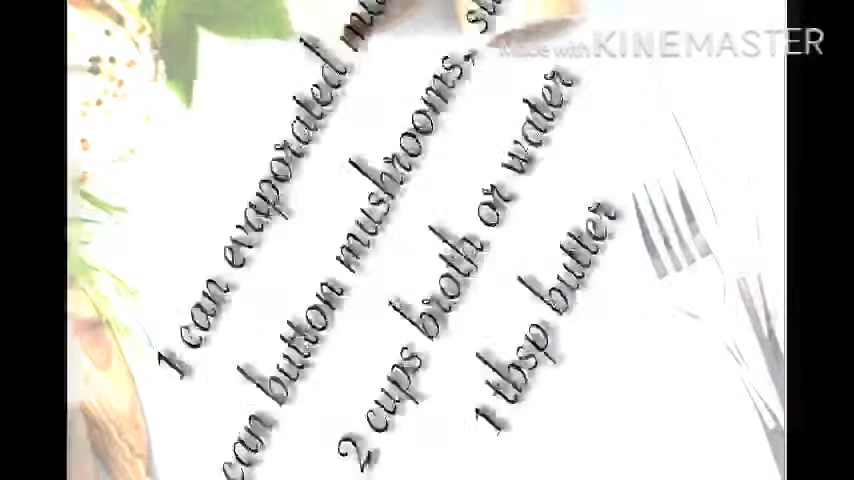 Made with KINEMASTER
1 can evaporated
can button mushrooms,
2 cups broth or water
1 tbsp butter